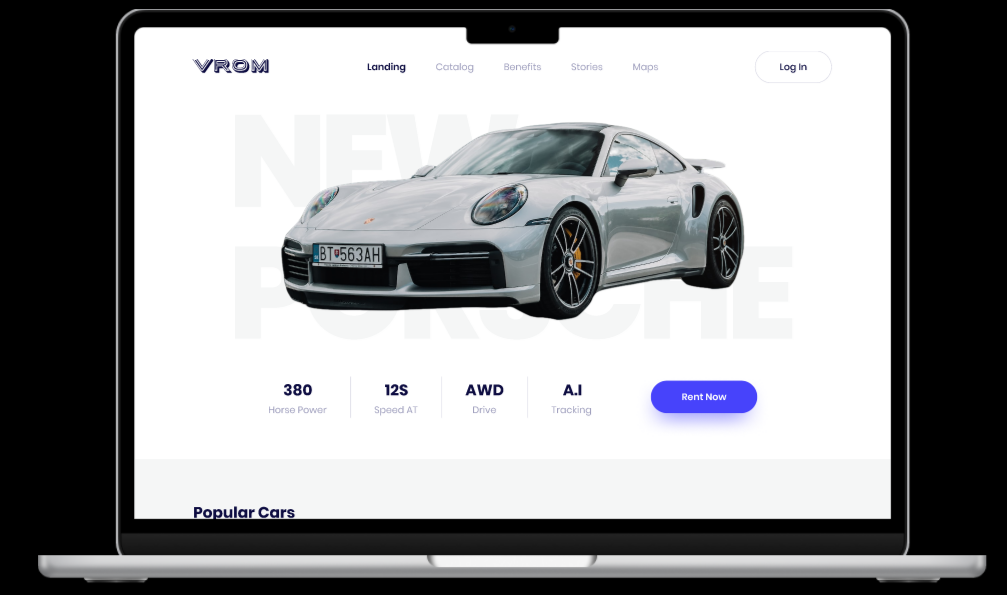 VROM
Landing Catalog Benefits Stories Maps
Log In
NEW
PORSCHE
BT 563AH
380 12S AWD A.I
Horse Power Speed AT Drive Tracking
Rent Now
Popular Cars